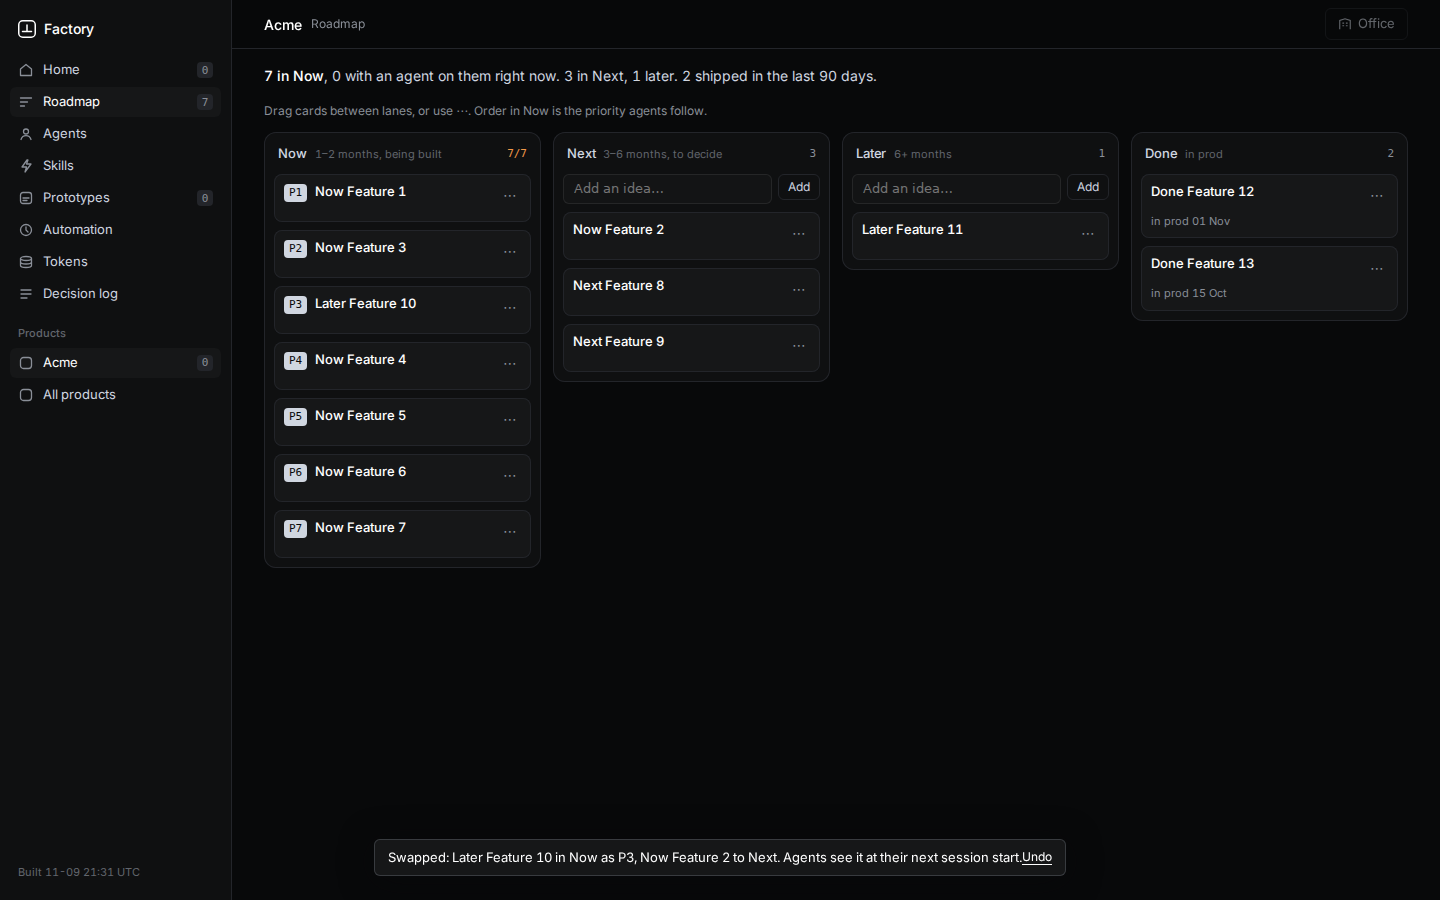 Factory
Home 0
Roadmap 7
Agents
Skills
Prototypes 0
Automation
Tokens
Decision log
Products
Acme 0
All products
Built 11-09 21:31 UTC
Acme Roadmap
Office
7 in Now, 0 with an agent on them right now. 3 in Next, 1 later. 2 shipped in the last 90 days.
Drag cards between lanes, or use ···. Order in Now is the priority agents follow.
Now 1–2 months, being built 7/7
P1 Now Feature 1 ...
P2 Now Feature 3 ...
P3 Later Feature 10 ...
P4 Now Feature 4 ...
P5 Now Feature 5 ...
P6 Now Feature 6 ...
P7 Now Feature 7 ...
Next 3–6 months, to decide 3
Add an idea... Add
Now Feature 2 ...
Next Feature 8 ...
Next Feature 9 ...
Later 6+ months 1
Add an idea... Add
Later Feature 11 ...
Done in prod 2
Done Feature 12 ...
in prod 01 Nov
Done Feature 13 ...
in prod 15 Oct
Swapped: Later Feature 10 in Now as P3, Now Feature 2 to Next. Agents see it at their next session start.Undo